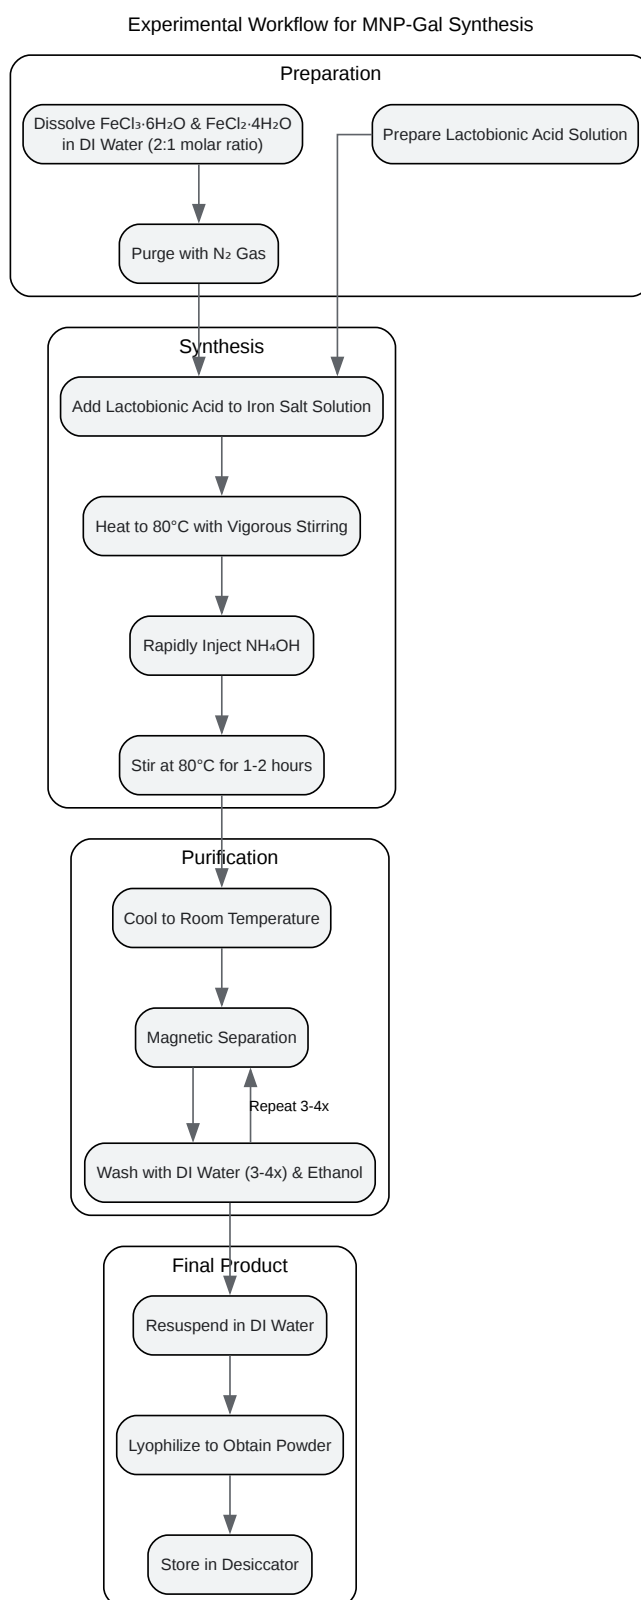 Experimental Workflow for MNP-Gal Synthesis
Preparation
Dissolve FeCl₃·6H₂O & FeCl₂·4H₂O
in DI Water (2:1 molar ratio)
Prepare Lactobionic Acid Solution
Purge with N₂ Gas
Synthesis
Add Lactobionic Acid to Iron Salt Solution
Heat to 80°C with Vigorous Stirring
Rapidly Inject NH₄OH
Stir at 80°C for 1-2 hours
Purification
Cool to Room Temperature
Magnetic Separation
Repeat 3-4x
Wash with DI Water (3-4x) & Ethanol
Final Product
Resuspend in DI Water
Lyophilize to Obtain Powder
Store in Desiccator